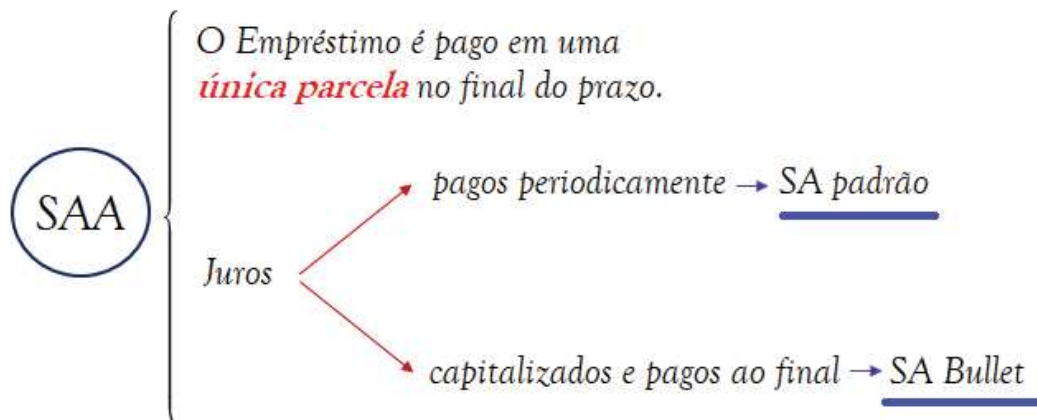 O Empréstimo é pago em uma
única parcela no final do prazo.
pagos periodicamente → SA padrão
SAA
Juros
capitalizados e pagos ao final → SA Bullet